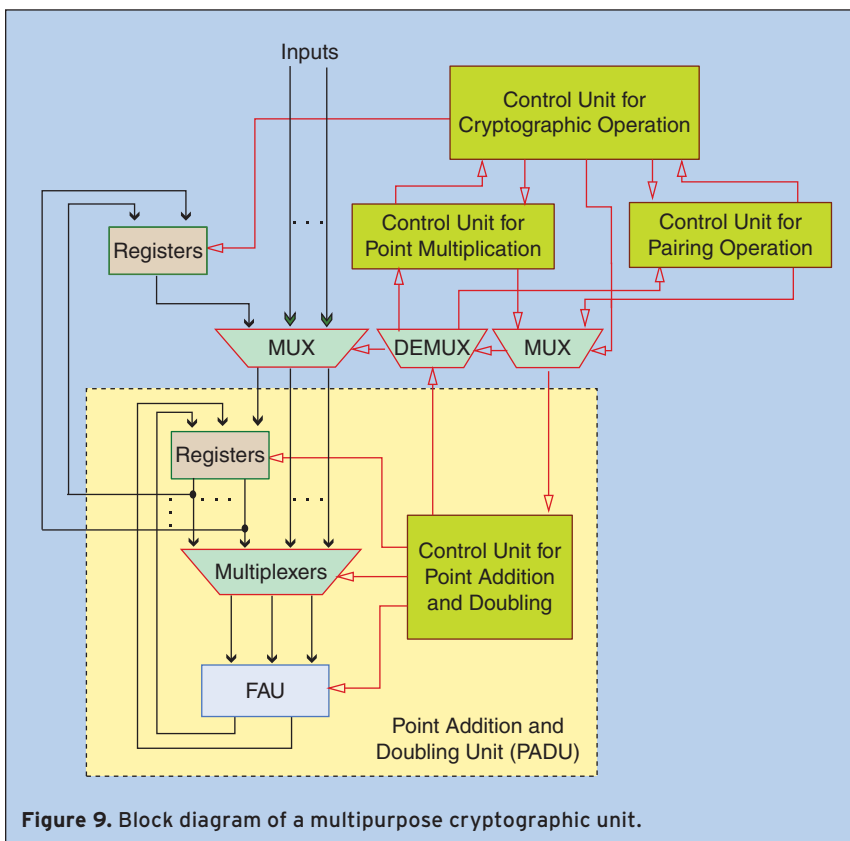 Inputs
Control Unit for
Cryptographic Operation
Control Unit for
Point Multiplication
Control Unit for
Pairing Operation
Registers
MUX
DEMUX
MUX
Registers
Multiplexers
Control Unit for
Point Addition
and Doubling
FAU
Point Addition and
Doubling Unit (PADU)
Figure 9. Block diagram of a multipurpose cryptographic unit.